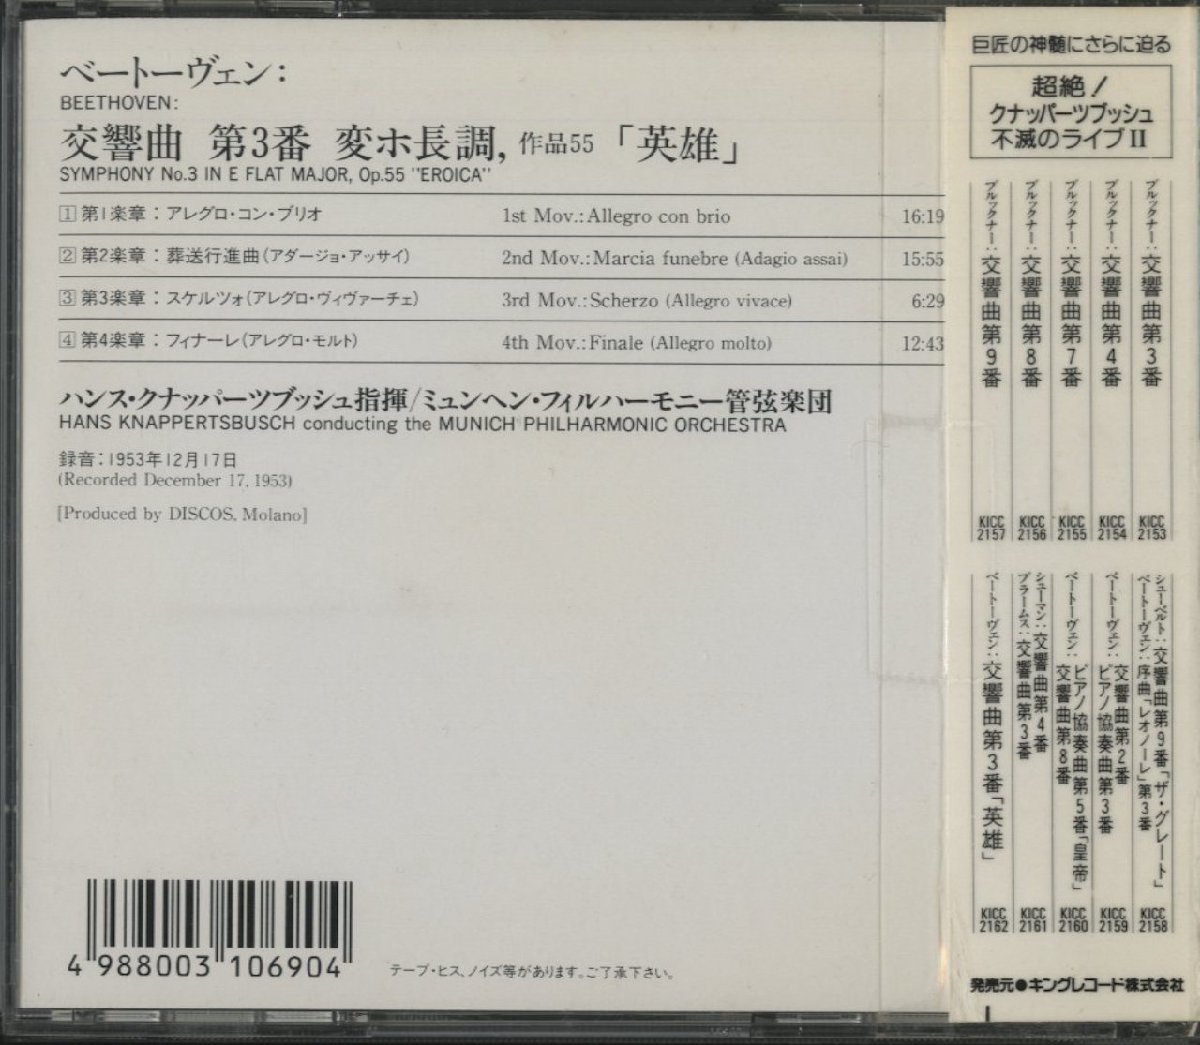 ベートーヴェン:
BEETHOVEN:
交響曲 第3番 変ホ長調, 作品55 「英雄」
SYMPHONY No.3 IN E FLAT MAJOR, Op.55 "EROICA"
1 第1楽章：アレグロ・コン・ブリオ 1st Mov.: Allegro con brio 16:19
2 第2楽章：葬送行進曲(アダージョ・アッサイ) 2nd Mov.: Marcia funebre (Adagio assai) 15:55
3 第3楽章：スケルツォ(アレグロ・ヴィヴァーチェ) 3rd Mov.: Scherzo (Allegro vivace) 6:29
4 第4楽章：フィナーレ(アレグロ・モルト) 4th Mov.: Finale (Allegro molto) 12:43
ハンス・クナッパーツブッシュ指揮/ミュンヘン・フィルハーモニー管弦楽団
HANS KNAPPERTSBUSCH conducting the MUNICH PHILHARMONIC ORCHESTRA
録音：1953年12月17日
(Recorded December 17, 1953)
[Produced by DISCOS, Molano]
4 988003 106904
テープ・ヒス、ノイズ等があります。ご了承下さい。
巨匠の神髄にさらに迫る
超絶！
クナッパーツブッシュ
不滅のライブII
ブルックナー：交響曲第3番 KICC 2153
ブルックナー：交響曲第4番 KICC 2154
ブルックナー：交響曲第7番 KICC 2155
ブルックナー：交響曲第8番 KICC 2156
ブルックナー：交響曲第9番 KICC 2157
シューベルト：交響曲第9番「ザ・グレート」
ベートーヴェン：序曲「レオノーレ」第3番 KICC 2158
ベートーヴェン：交響曲第2番
ピアノ協奏曲第3番 KICC 2159
ベートーヴェン：ピアノ協奏曲第5番「皇帝」
交響曲第8番 KICC 2160
シューマン：交響曲第4番
ブラームス：交響曲第3番 KICC 2161
ベートーヴェン：交響曲第3番「英雄」 KICC 2162
発売元●キングレコード株式会社